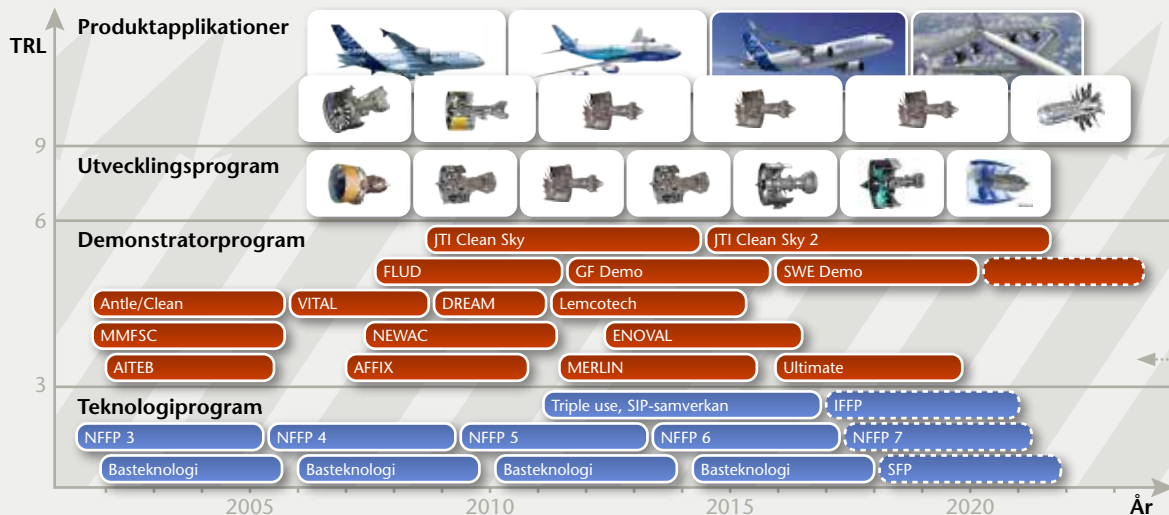 Produktapplikationer
TRL
9
Utvecklingsprogram
6
Demonstratorprogram
JTI Clean Sky
JTI Clean Sky 2
FLUD
GF Demo
SWE Demo
Antle/Clean
VITAL
DREAM
Lemcotech
MMFSC
NEWAC
ENOVAL
AITEB
AFFIX
MERLIN
Ultimate
3
Teknologiprogram
Triple use, SIP-samverkan
IFFP
NFFP 3
NFFP 4
NFFP 5
NFFP 6
NFFP 7
Basteknologi
Basteknologi
Basteknologi
Basteknologi
SFP
2005
2010
2015
2020
År